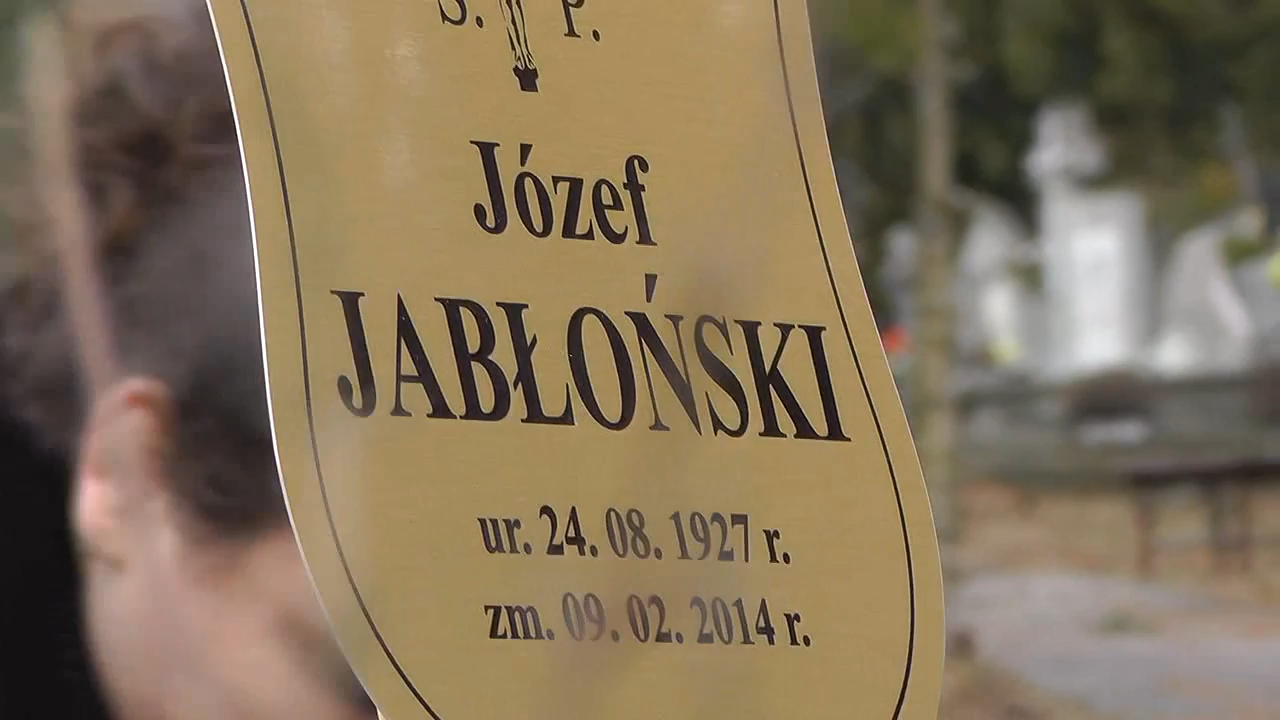 Ś. P.
Józef
JABŁOŃSKI
ur. 24. 08. 1927 r.
zm. 09. 02. 2014 r.